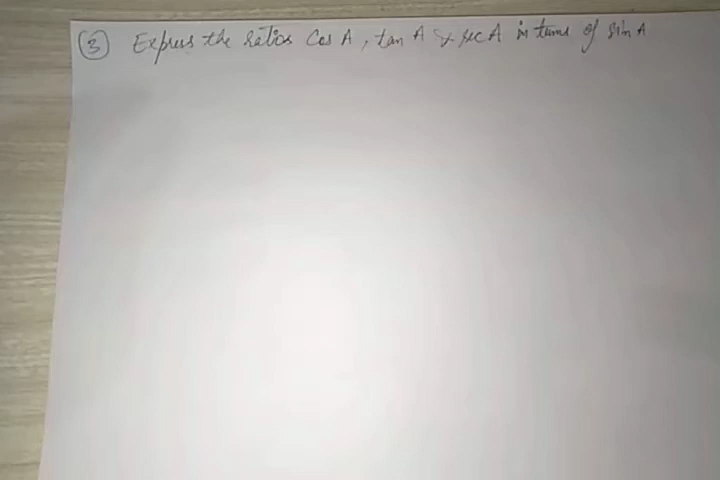 (3) Express the ratios Cos A, tan A & sec A in terms of sin A